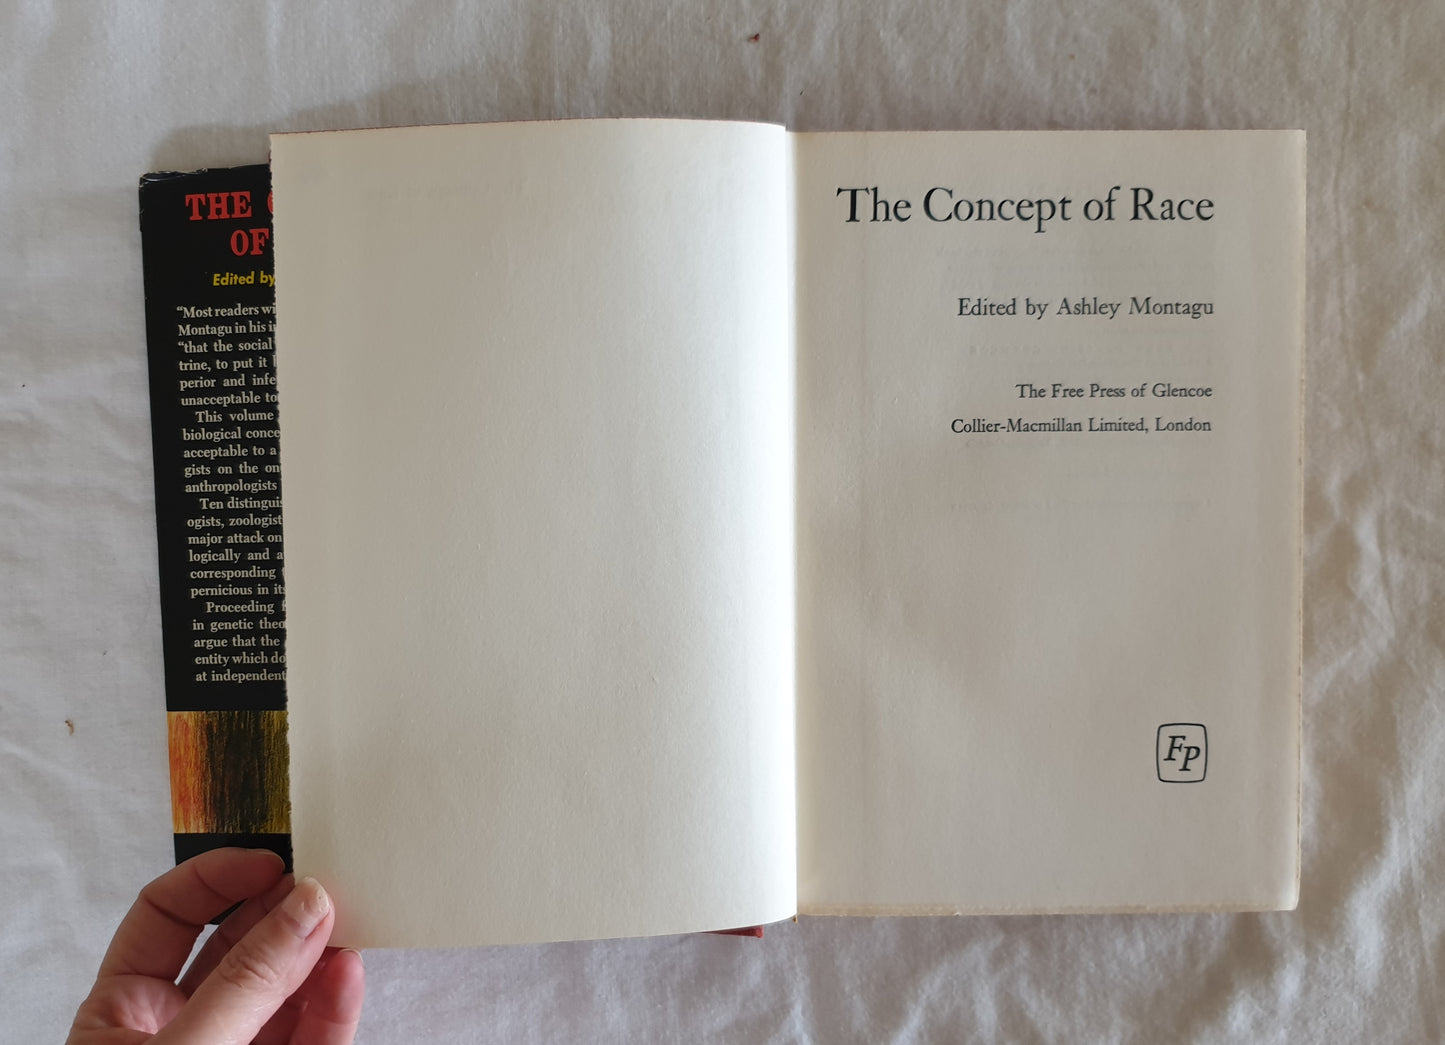 THE
OF
Edited by
"Most readers wi
Montagu in his i
"that the social
trine, to put it
perior and infe
unacceptable to
This volume
biological conce
acceptable to a
gists on the on
anthropologists
Ten distingui
ogists, zoologist
major attack on
logically and a
corresponding
pernicious in its
Proceeding
in genetic theo
argue that the
entity which do
at independent
The Concept of Race
Edited by Ashley Montagu
The Free Press of Glencoe
Collier-Macmillan Limited, London
FP